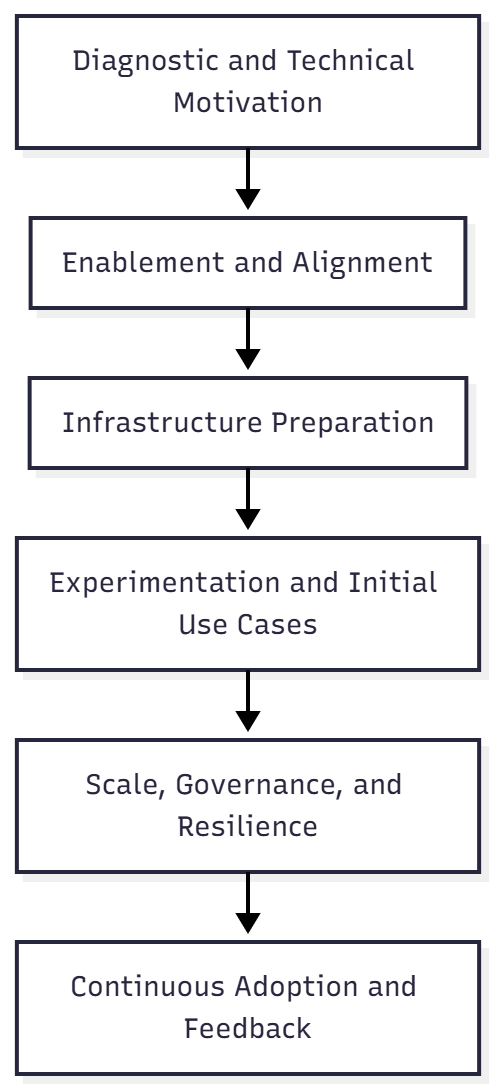 Diagnostic and Technical
Motivation
Enablement and Alignment
Infrastructure Preparation
Experimentation and Initial
Use Cases
Scale, Governance, and
Resilience
Continuous Adoption and
Feedback